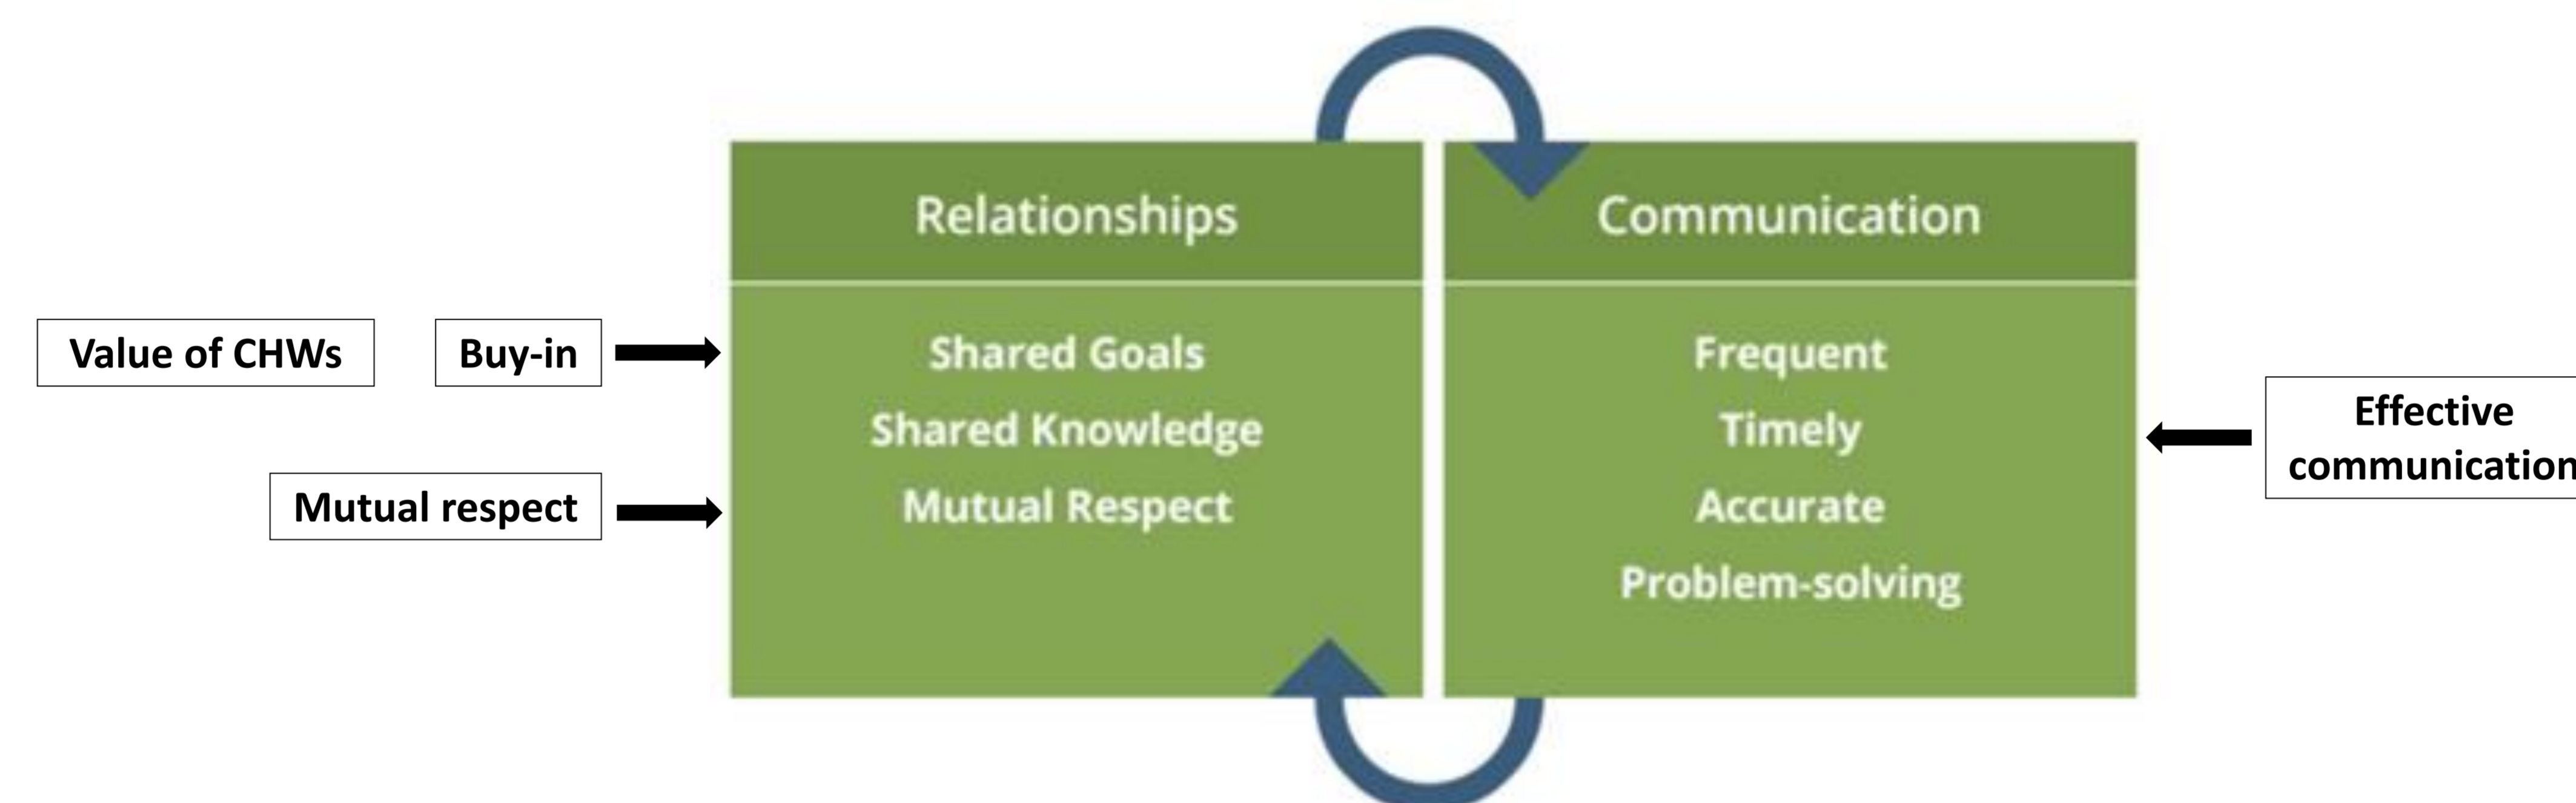 Relationships
Communication
Value of CHWs
Buy-in
Shared Goals
Shared Knowledge
Mutual Respect
Mutual respect
Frequent
Timely
Accurate
Problem-solving
Effective
communication